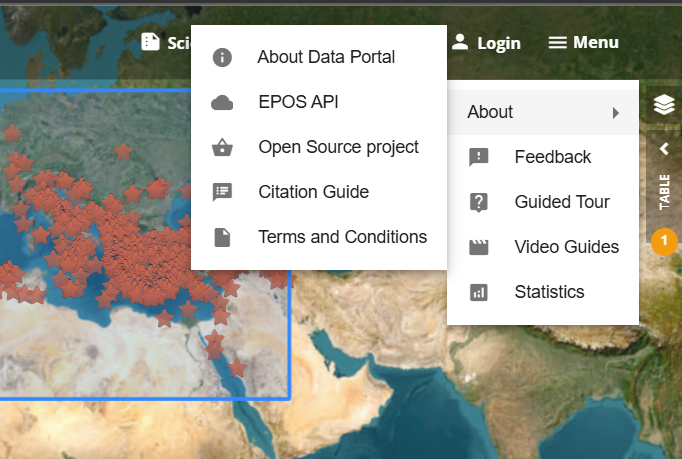 Login
Menu
About Data Portal
EPOS API
Open Source project
Citation Guide
Terms and Conditions
About
Feedback
Guided Tour
Video Guides
Statistics
TABLE
1